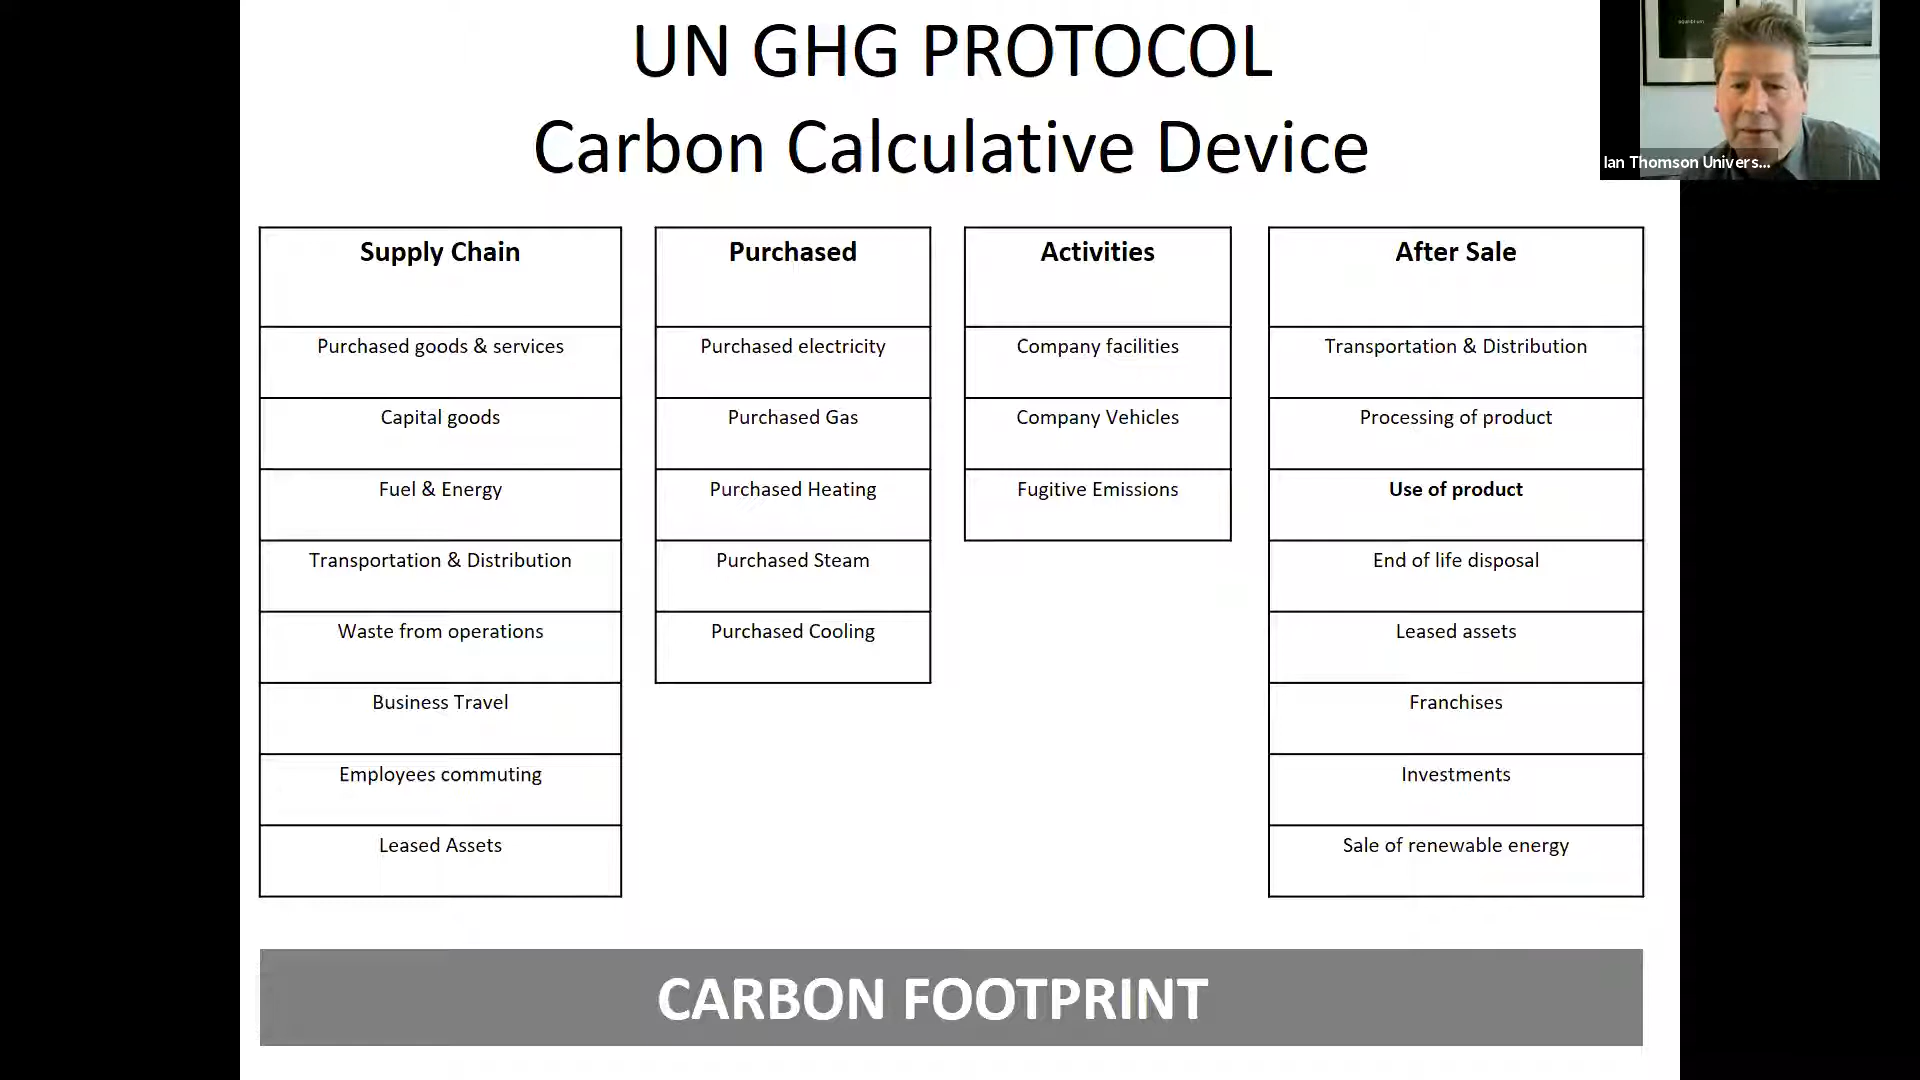 UN GHG PROTOCOL
Carbon Calculative Device
Ian Thomson Univers...
Supply Chain
Purchased goods & services
Capital goods
Fuel & Energy
Transportation & Distribution
Waste from operations
Business Travel
Employees commuting
Leased Assets
Purchased
Purchased electricity
Purchased Gas
Purchased Heating
Purchased Steam
Purchased Cooling
Activities
Company facilities
Company Vehicles
Fugitive Emissions
After Sale
Transportation & Distribution
Processing of product
Use of product
End of life disposal
Leased assets
Franchises
Investments
Sale of renewable energy
CARBON FOOTPRINT